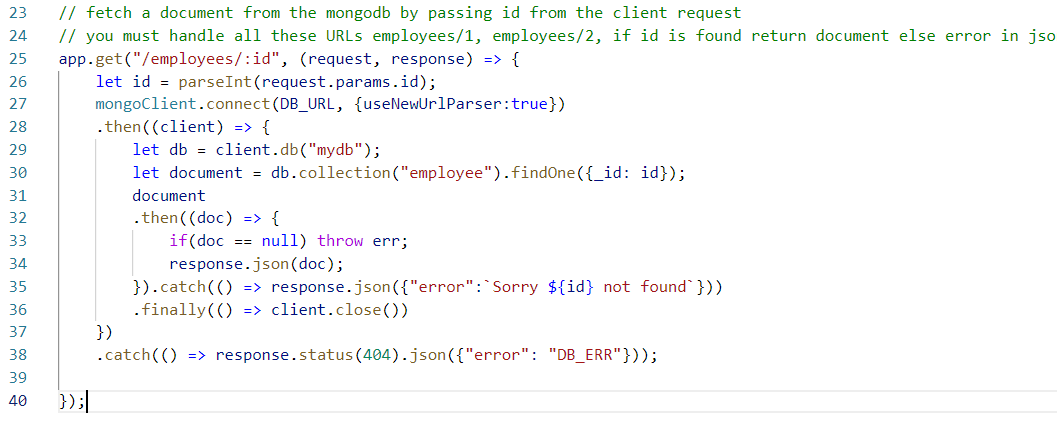 23 // fetch a document from the mongodb by passing id from the client request
24 // you must handle all these URLs employees/1, employees/2, if id is found return document else error in jso
25 app.get("/employees/:id", (request, response) => {
26     let id = parseInt(request.params.id);
27     mongoClient.connect(DB_URL, {useNewUrlParser:true})
28     .then((client) => {
29         let db = client.db("mydb");
30         let document = db.collection("employee").findOne({_id: id});
31         document
32         .then((doc) => {
33             if(doc == null) throw err;
34             response.json(doc);
35         }).catch(() => response.json({"error":`Sorry ${id} not found`}))
36         .finally(() => client.close())
37     })
38     .catch(() => response.status(404).json({"error": "DB_ERR"}));
39
40 });